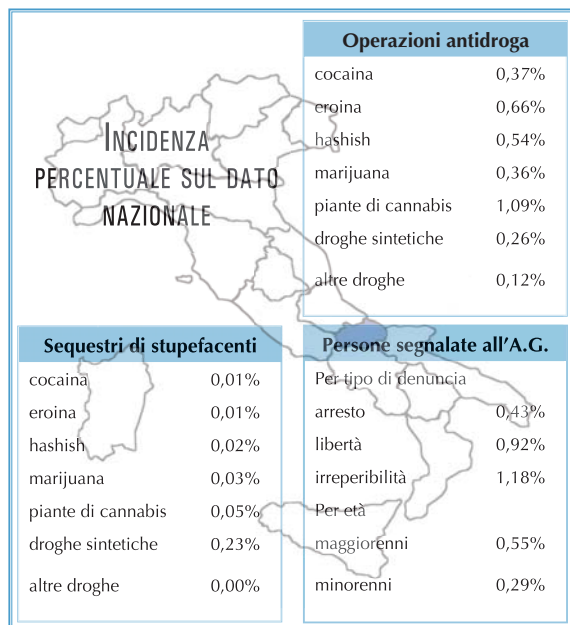 Operazioni antidroga
cocaina 0,37%
eroina 0,66%
hashish 0,54%
marijuana 0,36%
piante di cannabis 1,09%
droghe sintetiche 0,26%
altre droghe 0,12%
INCIDENZA
PERCENTUALE SUL DATO
NAZIONALE
Sequestri di stupefacenti
cocaina 0,01%
eroina 0,01%
hashish 0,02%
marijuana 0,03%
piante di cannabis 0,05%
droghe sintetiche 0,23%
altre droghe 0,00%
Persone segnalate all'A.G.
Per tipo di denuncia
arresto 0,43%
libertà 0,92%
irreperibilità 1,18%
Per età
maggiorenni 0,55%
minorenni 0,29%